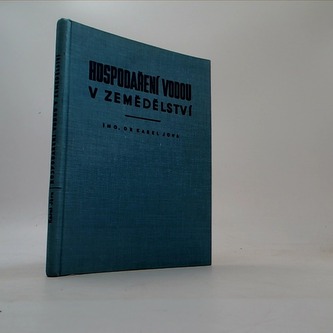 HOSPODAŘENÍ VODOU
V ZEMĚDĚLSTVÍ
ING. DR KAREL JŮVA